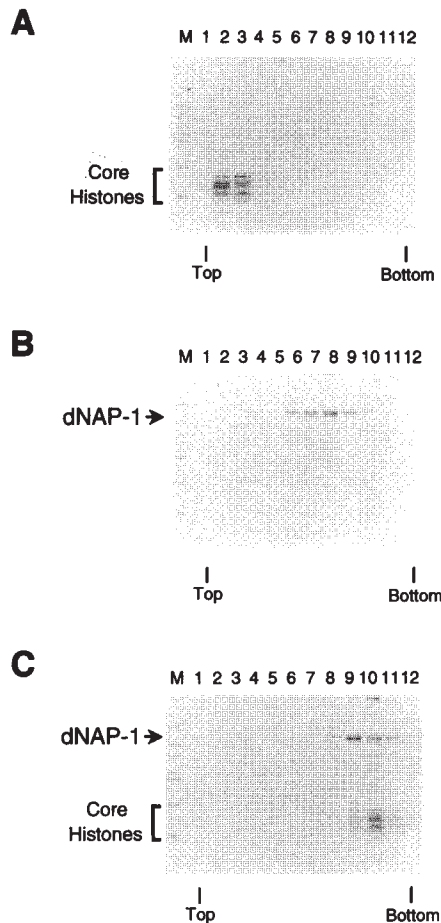 A
M 1 2 3 4 5 6 7 8 9 10 11 12
Core
Histones
Top
Bottom
B
M 1 2 3 4 5 6 7 8 9 10 11 12
dNAP-1
Top
Bottom
C
M 1 2 3 4 5 6 7 8 9 10 11 12
dNAP-1
Core
Histones
Top
Bottom